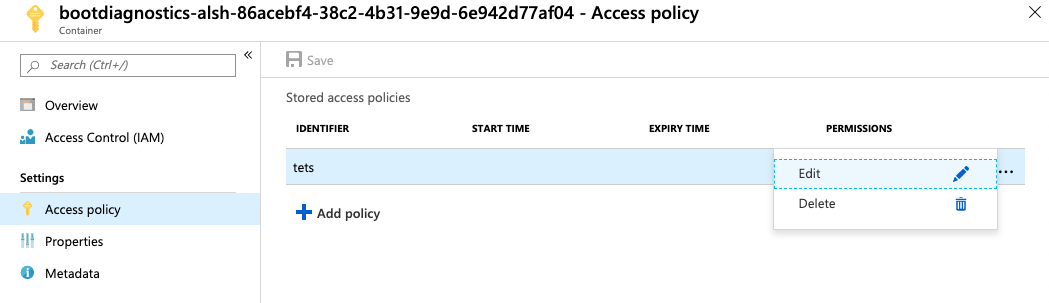 bootdiagnostics-alsh-86acebf4-38c2-4b31-9e9d-6e942d77af04 - Access policy
Container
Search (Ctrl+/)
«
Overview
Access Control (IAM)
Settings
Access policy
Properties
Metadata
Save
Stored access policies
IDENTIFIER START TIME EXPIRY TIME PERMISSIONS
tets ...
Edit
Delete
Add policy